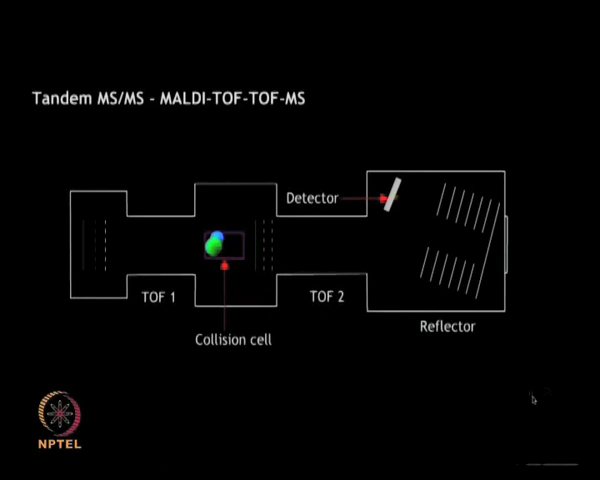 Tandem MS/MS - MALDI-TOF-TOF-MS
Detector
TOF 1
TOF 2
Collision cell
Reflector
NPTEL